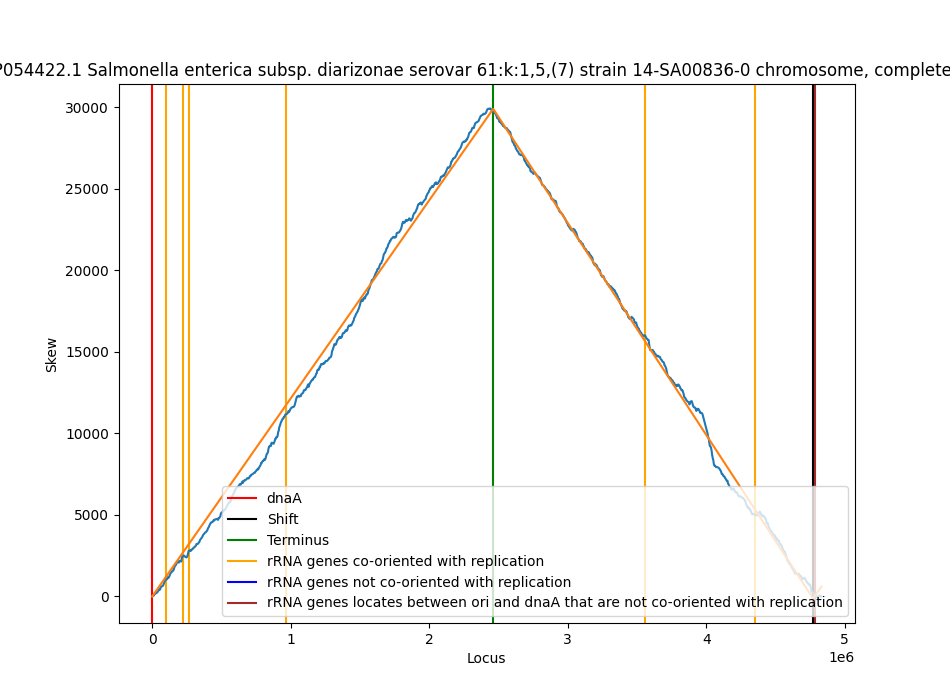 P054422.1 Salmonella enterica subsp. diarizonae serovar 61:k:1,5,(7) strain 14-SA00836-0 chromosome, complete
30000
25000
20000
15000
10000
5000
0
Skew
dnaA
Shift
Terminus
rRNA genes co-oriented with replication
rRNA genes not co-oriented with replication
rRNA genes locates between ori and dnaA that are not co-oriented with replication
0 1 2 3 4 5
1e6
Locus